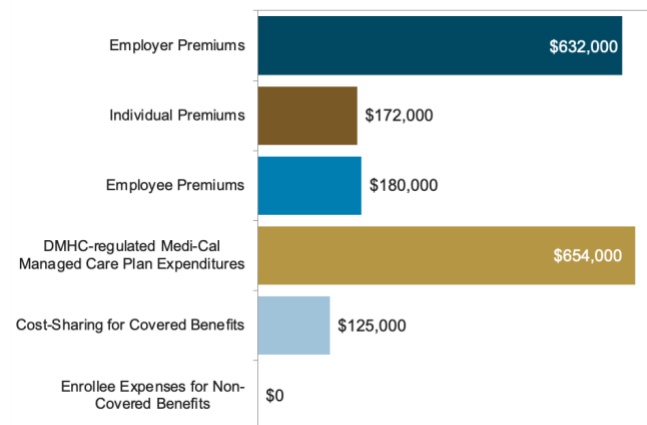 Employer Premiums
$632,000
Individual Premiums
$172,000
Employee Premiums
$180,000
DMHC-regulated Medi-Cal
Managed Care Plan Expenditures
$654,000
Cost-Sharing for Covered Benefits
$125,000
Enrollee Expenses for Non-
Covered Benefits
$0